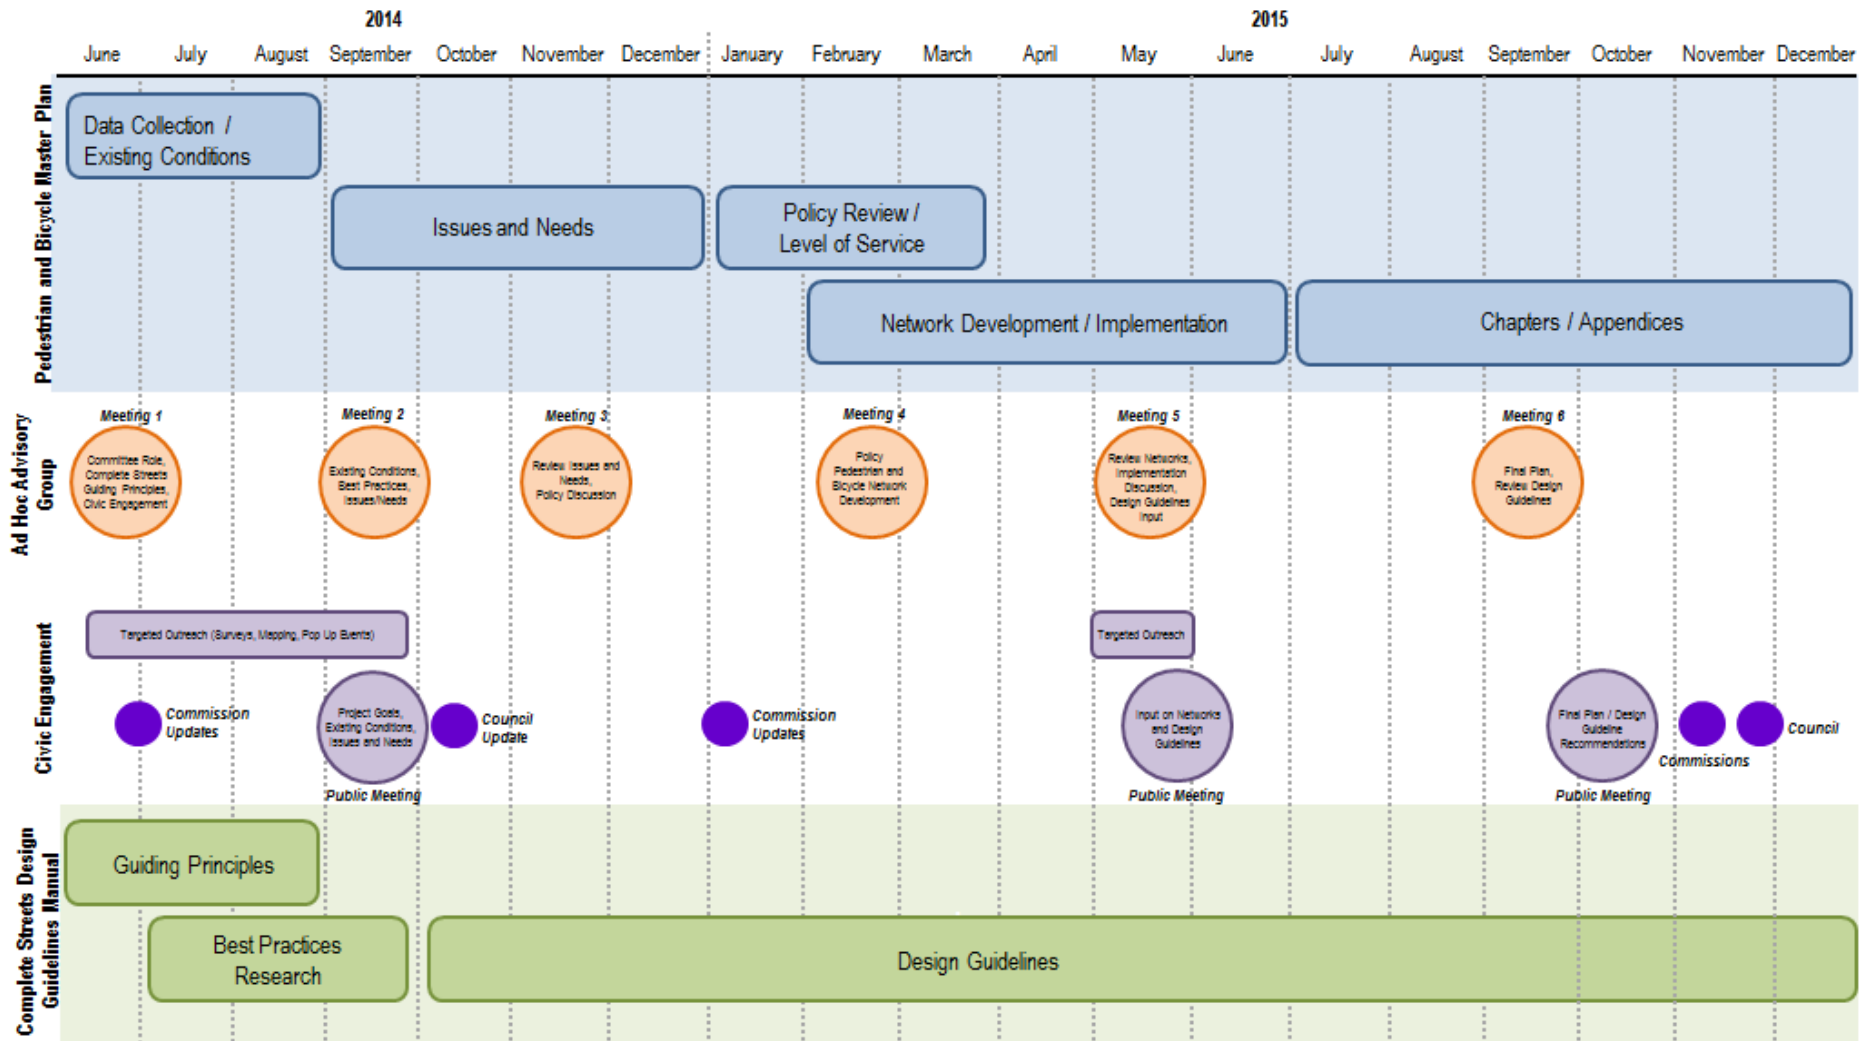 2014
2015
June July August September October November December January February March April May June July August September October November December
Pedestrian and Bicycle Master Plan
Data Collection /
Existing Conditions
Issues and Needs
Policy Review /
Level of Service
Network Development / Implementation
Chapters / Appendices
Ad Hoc Advisory
Group
Meeting 1
Committee Role,
Complete Streets
Guiding Principles,
Civic Engagement
Meeting 2
Existing Conditions,
Best Practices,
Issues/Needs
Meeting 3
Review Issues and
Needs,
Policy Discussion
Meeting 4
Policy
Pedestrian and
Bicycle Network
Development
Meeting 5
Review Networks,
Implementation
Discussion,
Design Guidelines
Input
Meeting 6
Final Plan,
Review Design
Guidelines
Civic Engagement
Targeted Outreach (Surveys, Mapping, Pop Up Events)
Targeted Outreach
Commission
Updates
Project Goals,
Existing Conditions,
Issues and Needs
Public Meeting
Council
Update
Commission
Updates
Input on Networks
and Design
Guidelines
Public Meeting
Final Plan / Design
Guideline
Recommendations
Public Meeting
Commissions
Council
Complete Streets Design
Guidelines Manual
Guiding Principles
Best Practices
Research
Design Guidelines